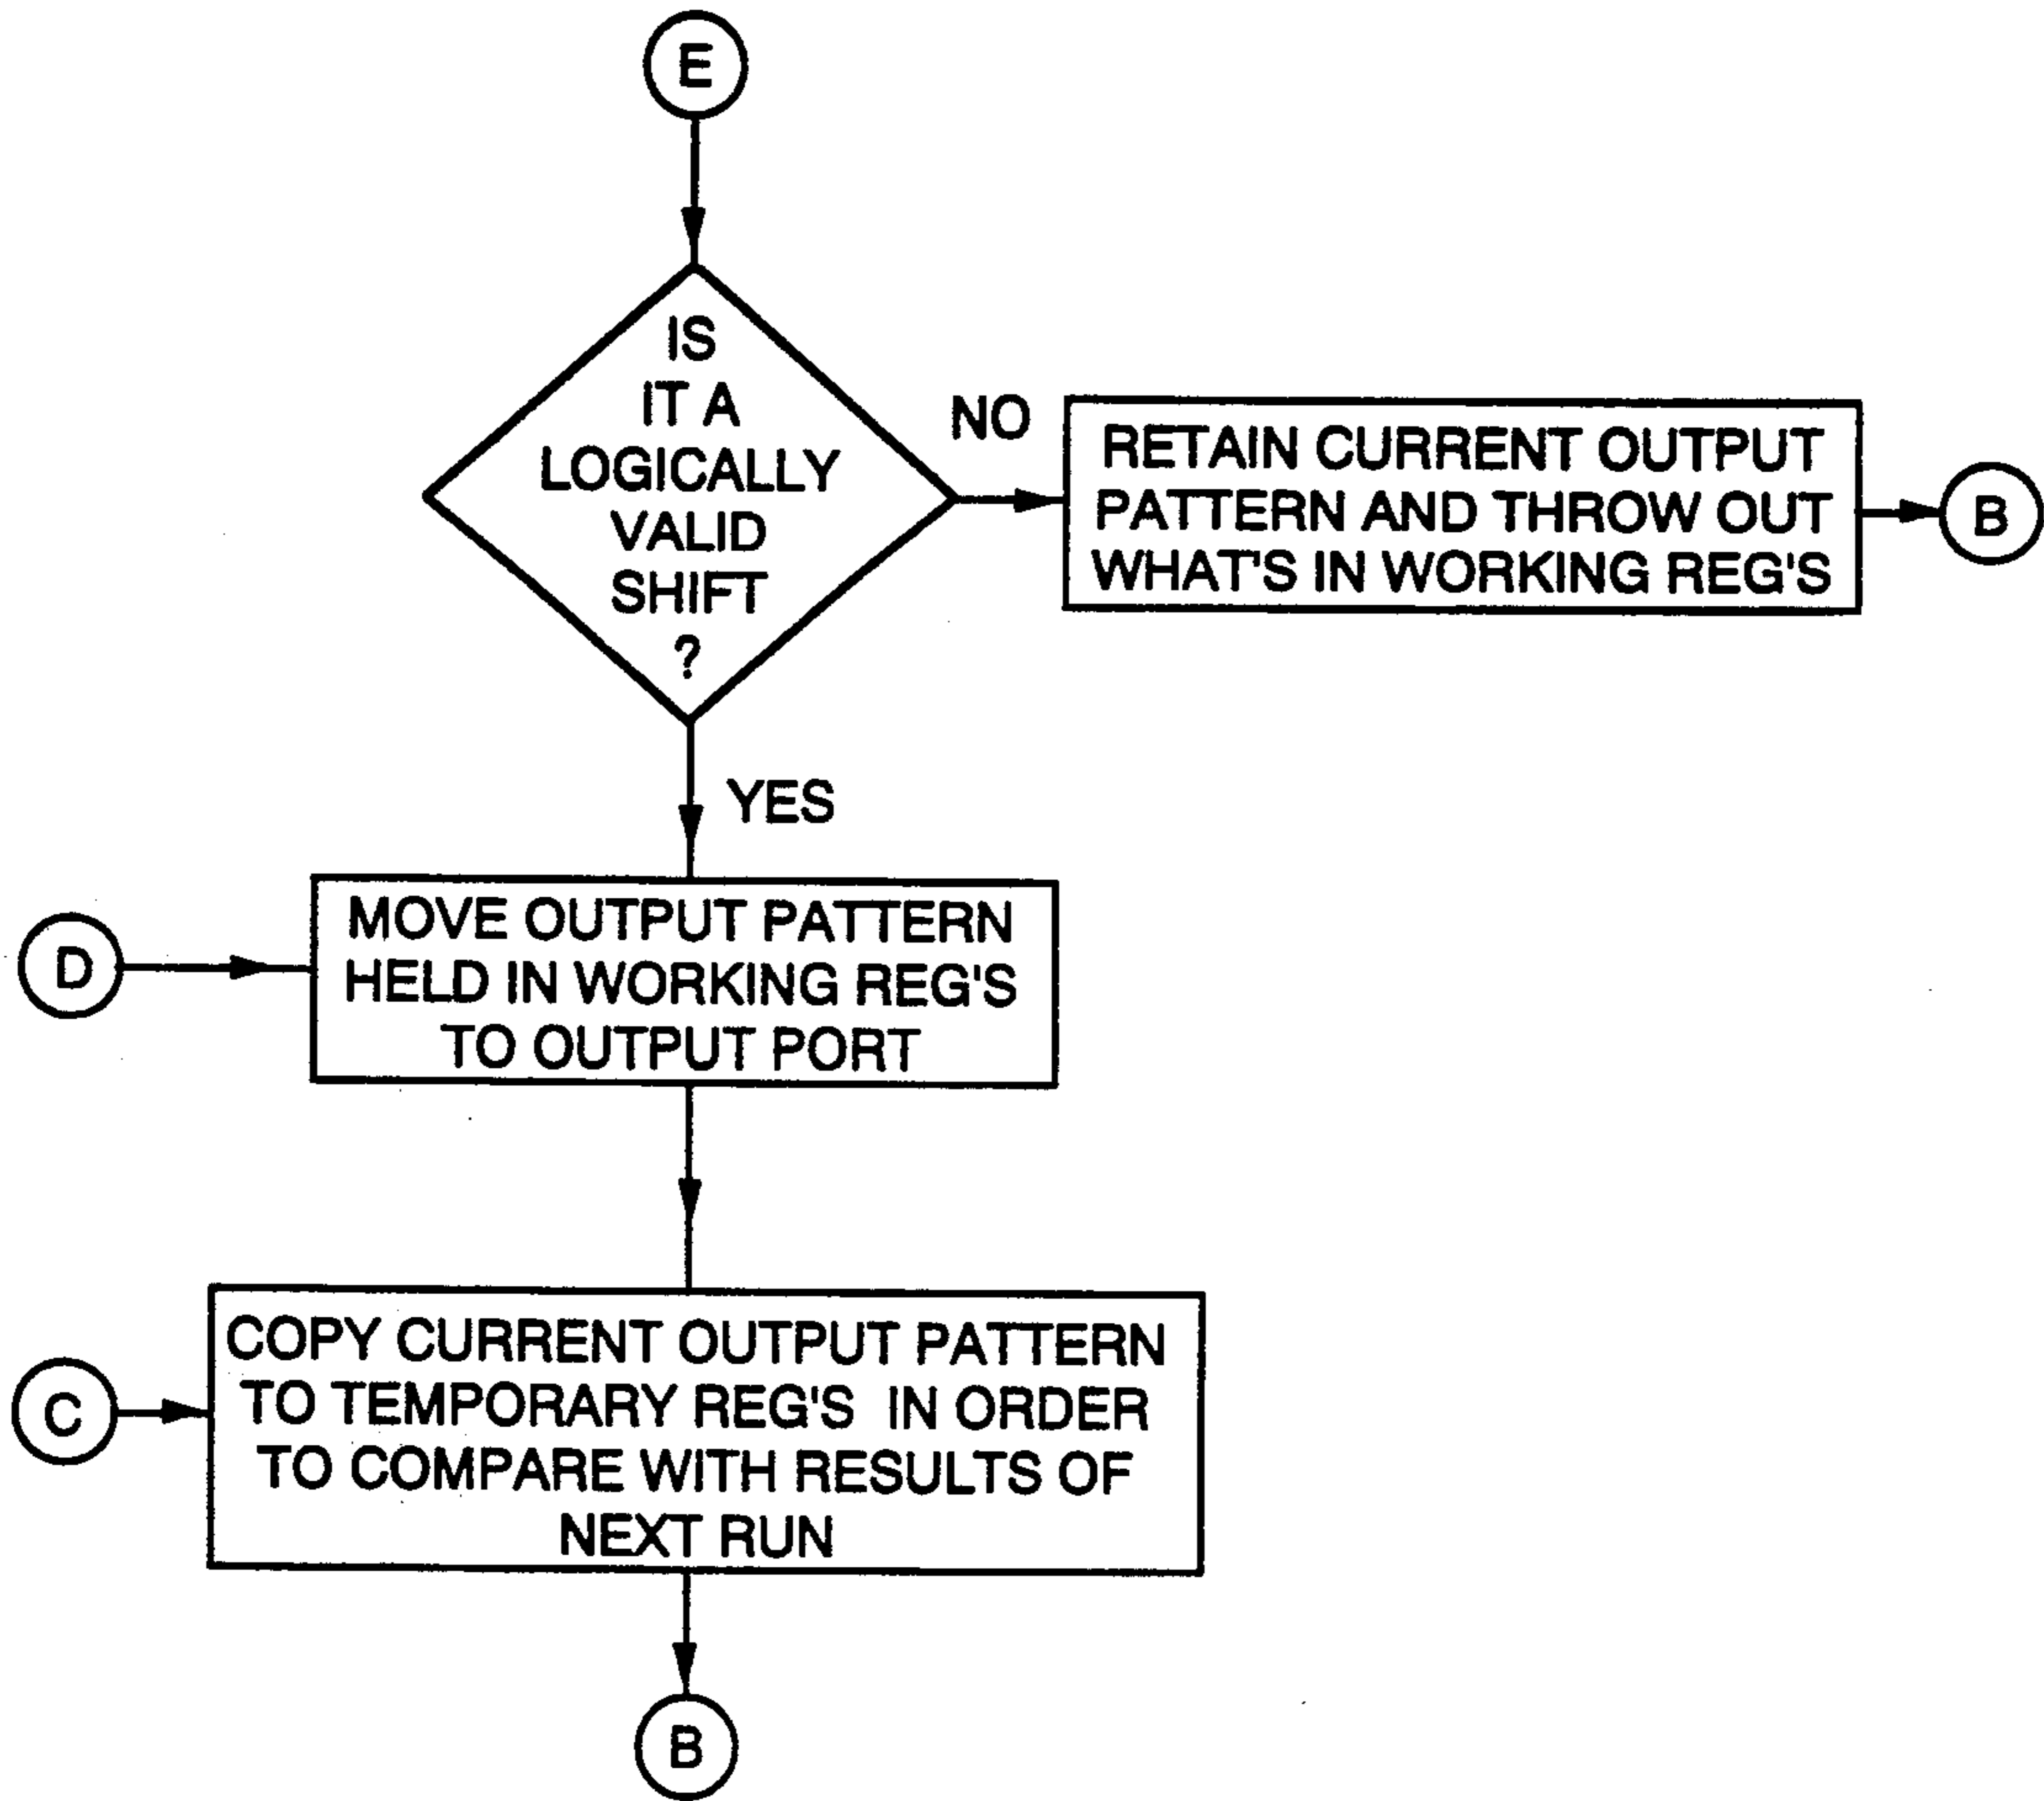 E
IS
IT A
LOGICALLY
VALID
SHIFT
?
NO
RETAIN CURRENT OUTPUT
PATTERN AND THROW OUT
WHAT'S IN WORKING REG'S
B
YES
D
MOVE OUTPUT PATTERN
HELD IN WORKING REG'S
TO OUTPUT PORT
C
COPY CURRENT OUTPUT PATTERN
TO TEMPORARY REG'S IN ORDER
TO COMPARE WITH RESULTS OF
NEXT RUN
B